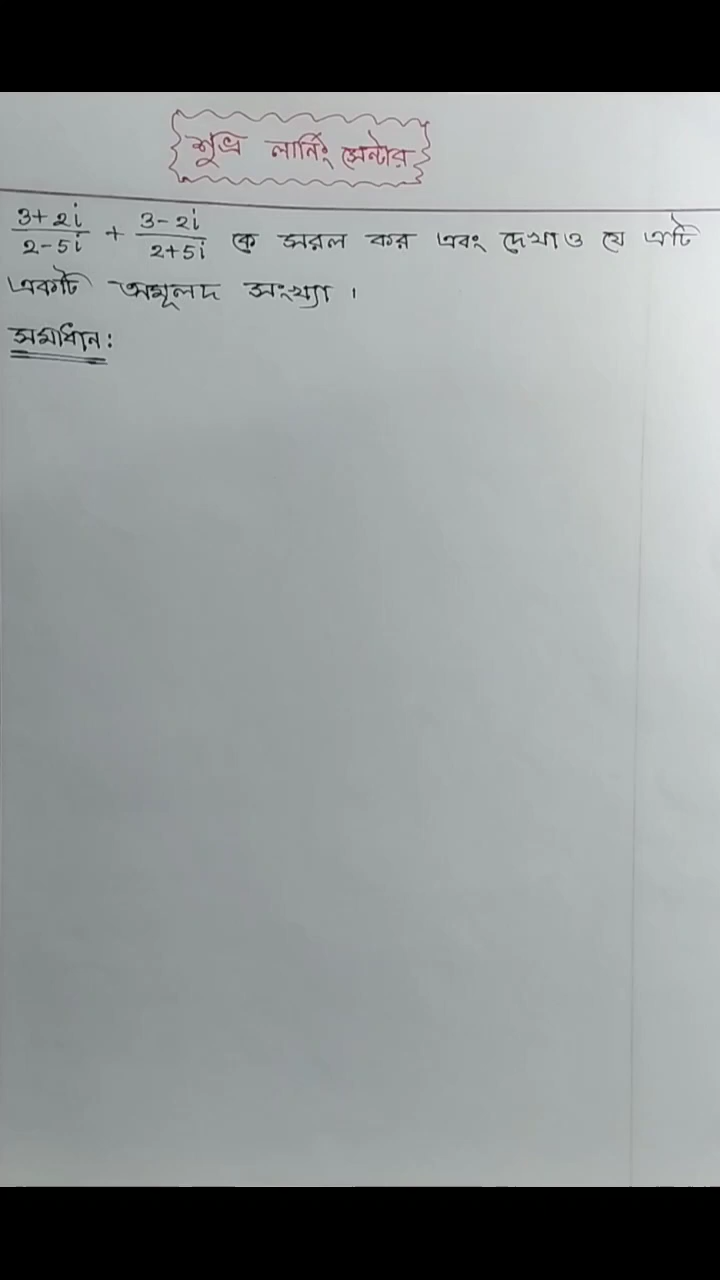 শুভ্র লার্নিং সেন্টার
3+2i/2-5i + 3-2i/2+5i কে সরল কর এবং দেখাও যে এটি
একটি অমূলদ সংখ্যা ।
সমাধান: